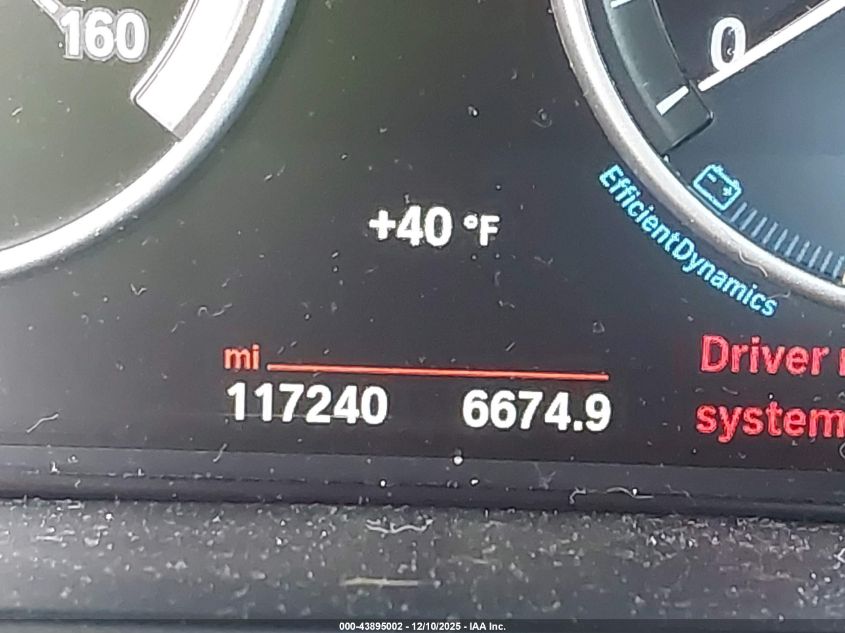 160
0
+40 °F
EfficientDynamics
mi
117240 6674.9
Driver
system
000-43895002 - 12/10/2025 - IAA Inc.